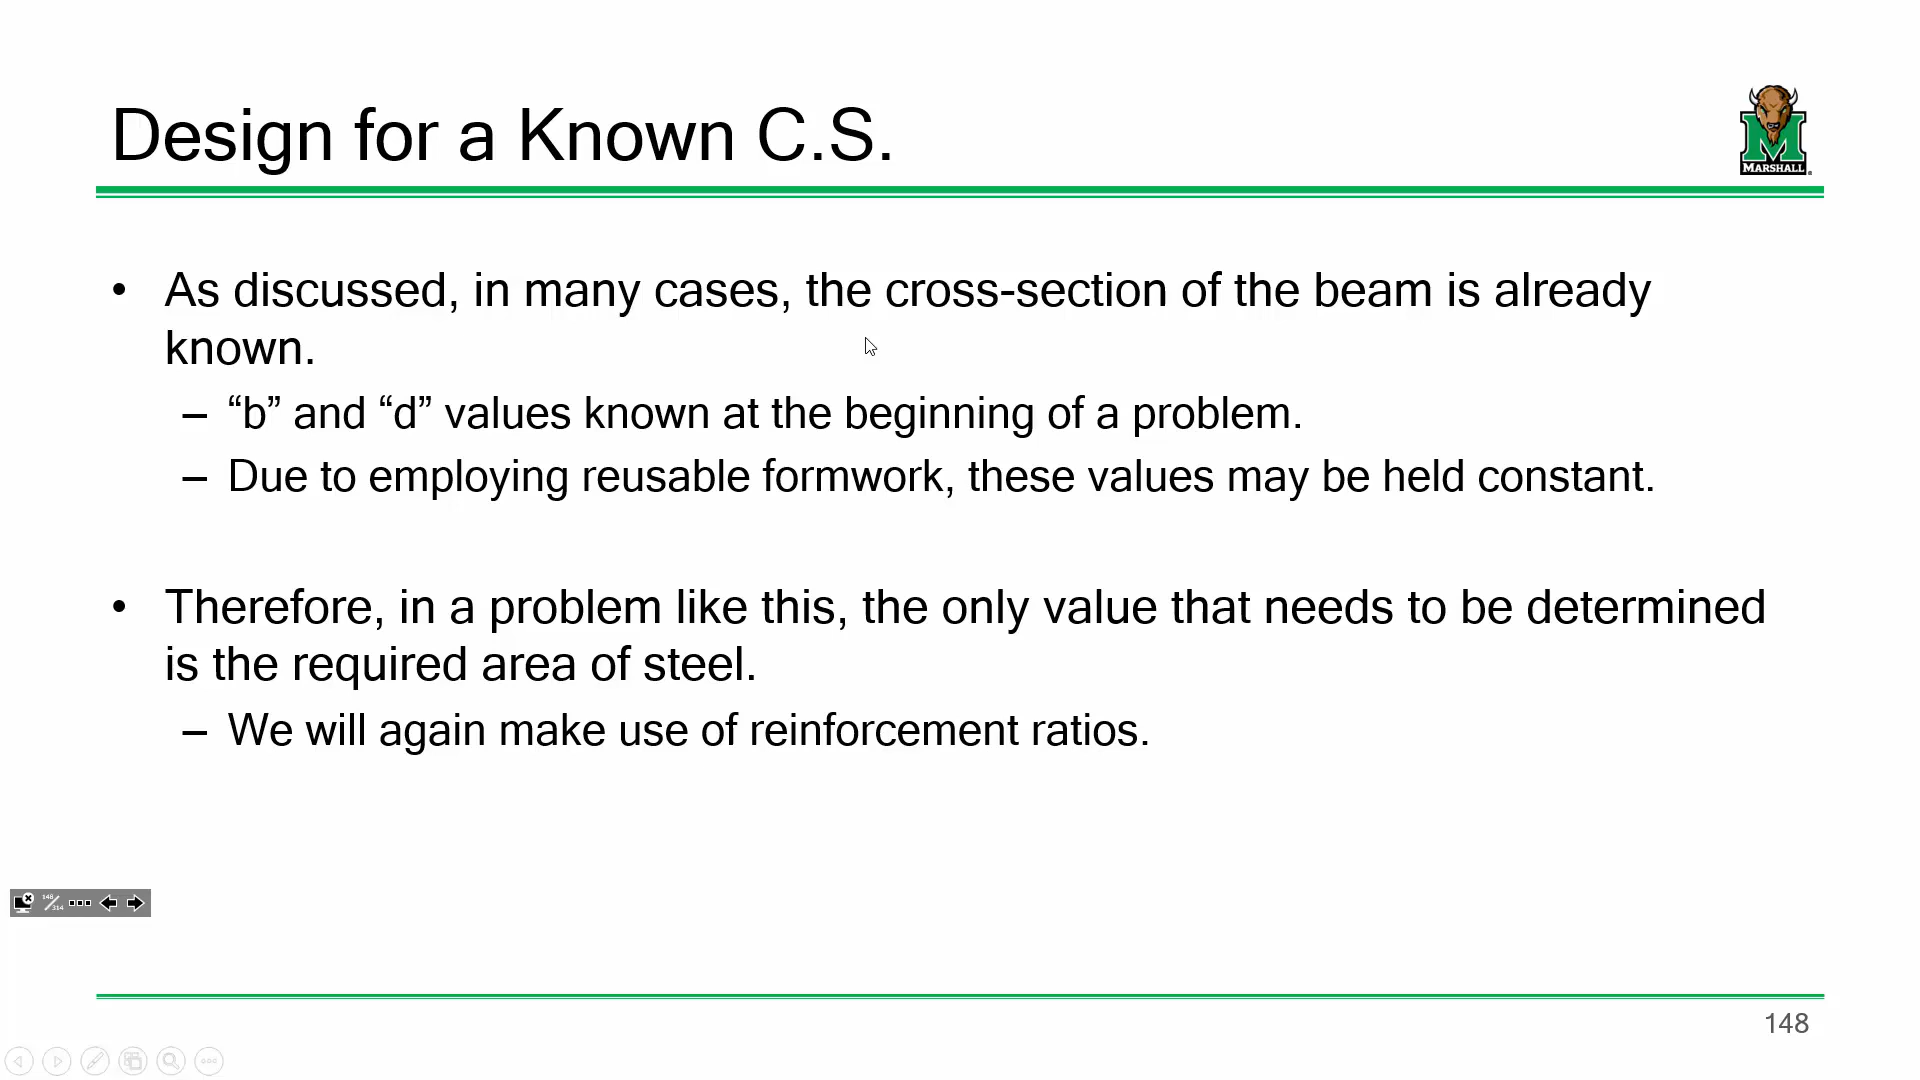 Design for a Known C.S.
MARSHALL
• As discussed, in many cases, the cross-section of the beam is already
known.
– “b” and “d” values known at the beginning of a problem.
– Due to employing reusable formwork, these values may be held constant.
• Therefore, in a problem like this, the only value that needs to be determined
is the required area of steel.
– We will again make use of reinforcement ratios.
148/314
148